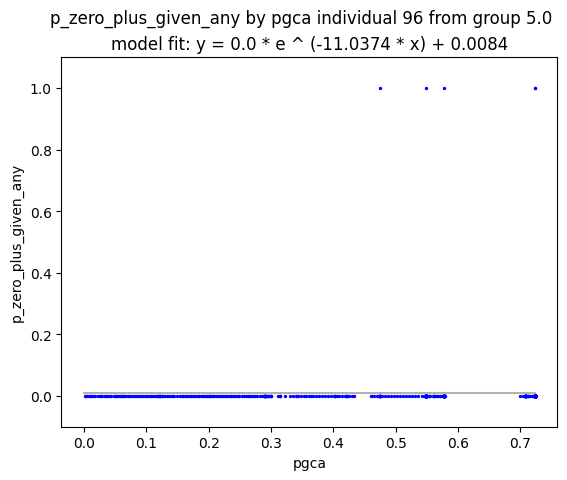 p_zero_plus_given_any by pgca individual 96 from group 5.0
model fit: y = 0.0 * e ^ (-11.0374 * x) + 0.0084
p_zero_plus_given_any
1.0
0.8
0.6
0.4
0.2
0.0
0.0 0.1 0.2 0.3 0.4 0.5 0.6 0.7
pgca